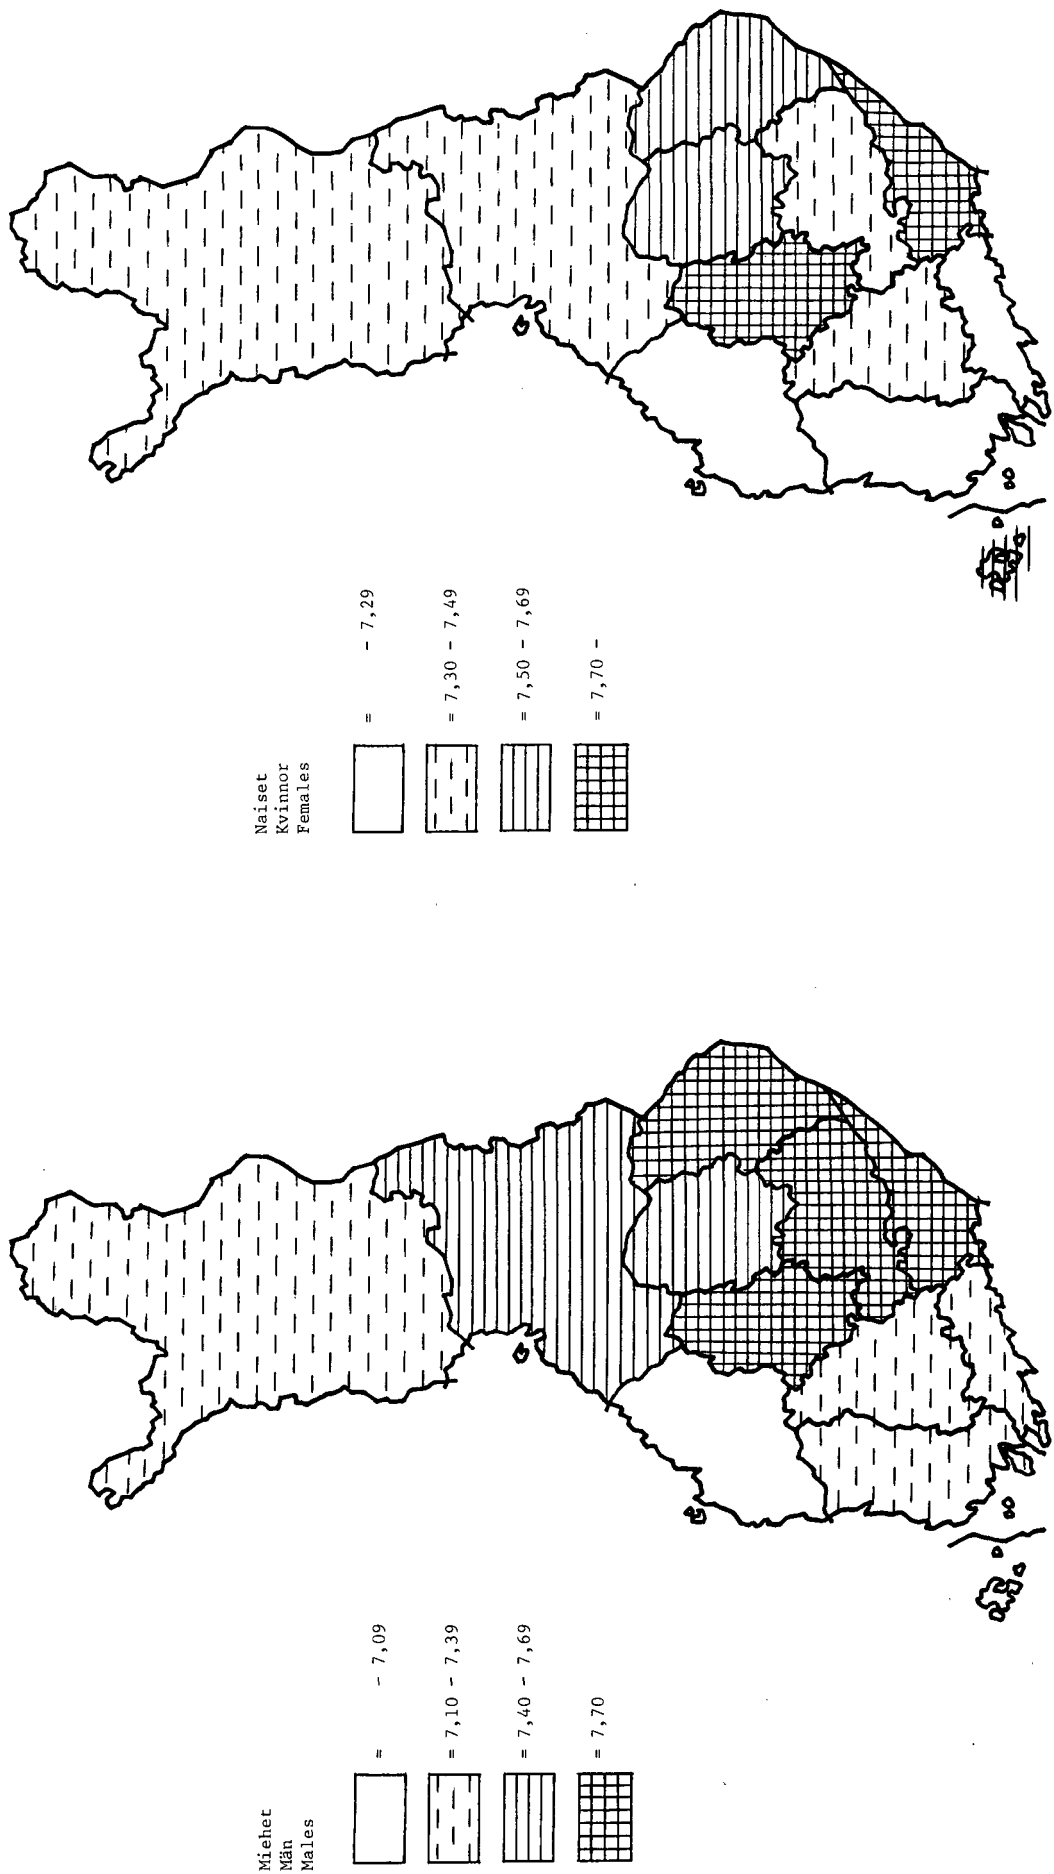 Naiset
Kvinnor
Females
= - 7,29
= 7,30 - 7,49
= 7,50 - 7,69
= 7,70 -
Miehet
Män
Males
= - 7,09
= 7,10 - 7,39
= 7,40 - 7,69
= 7,70